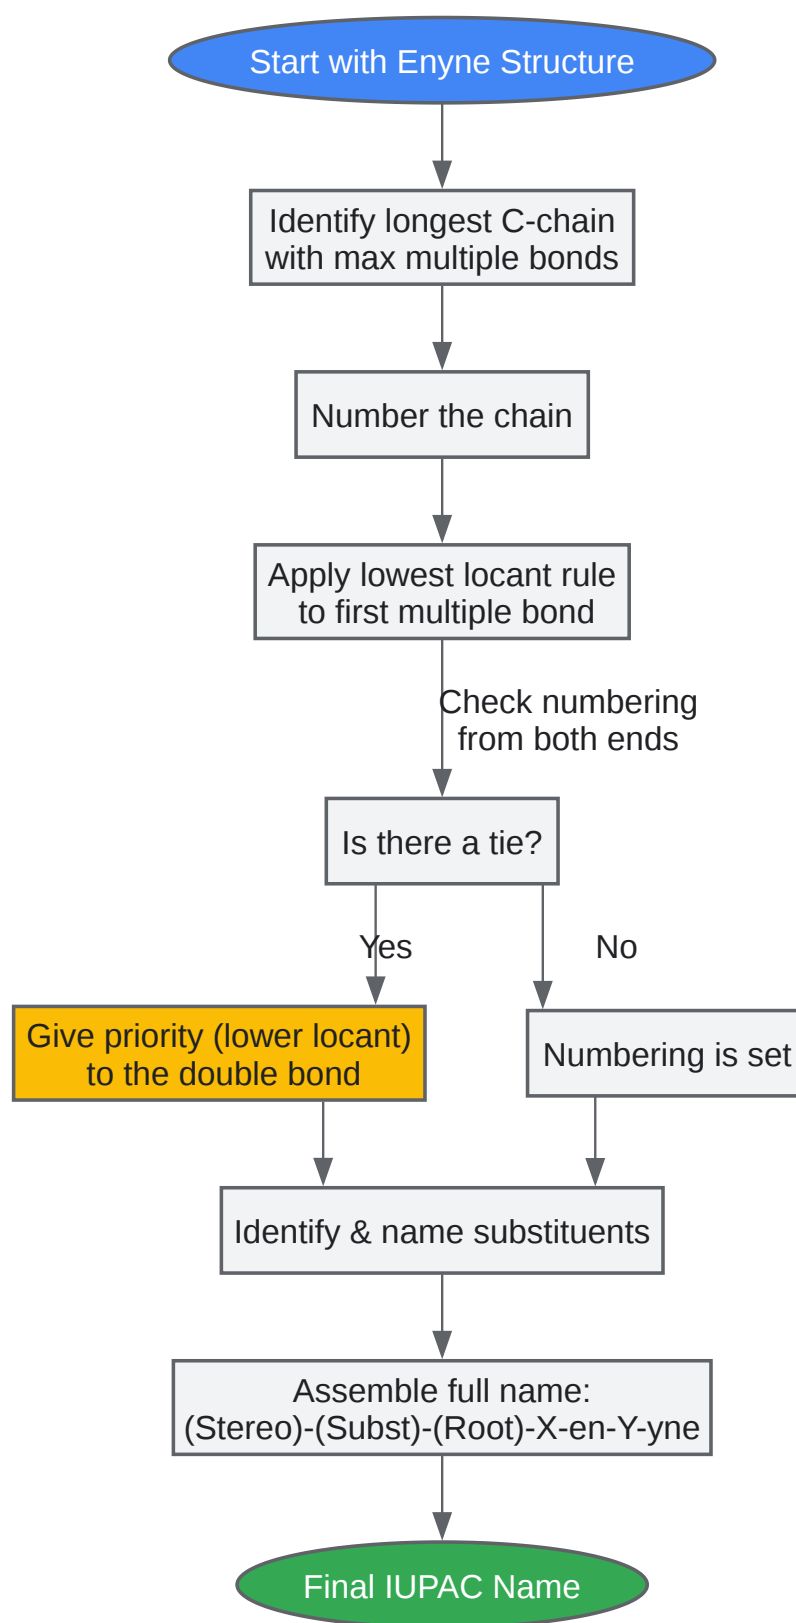 Start with Enyne Structure
Identify longest C-chain
with max multiple bonds
Number the chain
Apply lowest locant rule
to first multiple bond
Check numbering
from both ends
Is there a tie?
Yes
No
Give priority (lower locant)
to the double bond
Numbering is set
Identify & name substituents
Assemble full name:
(Stereo)-(Subst)-(Root)-X-en-Y-yne
Final IUPAC Name